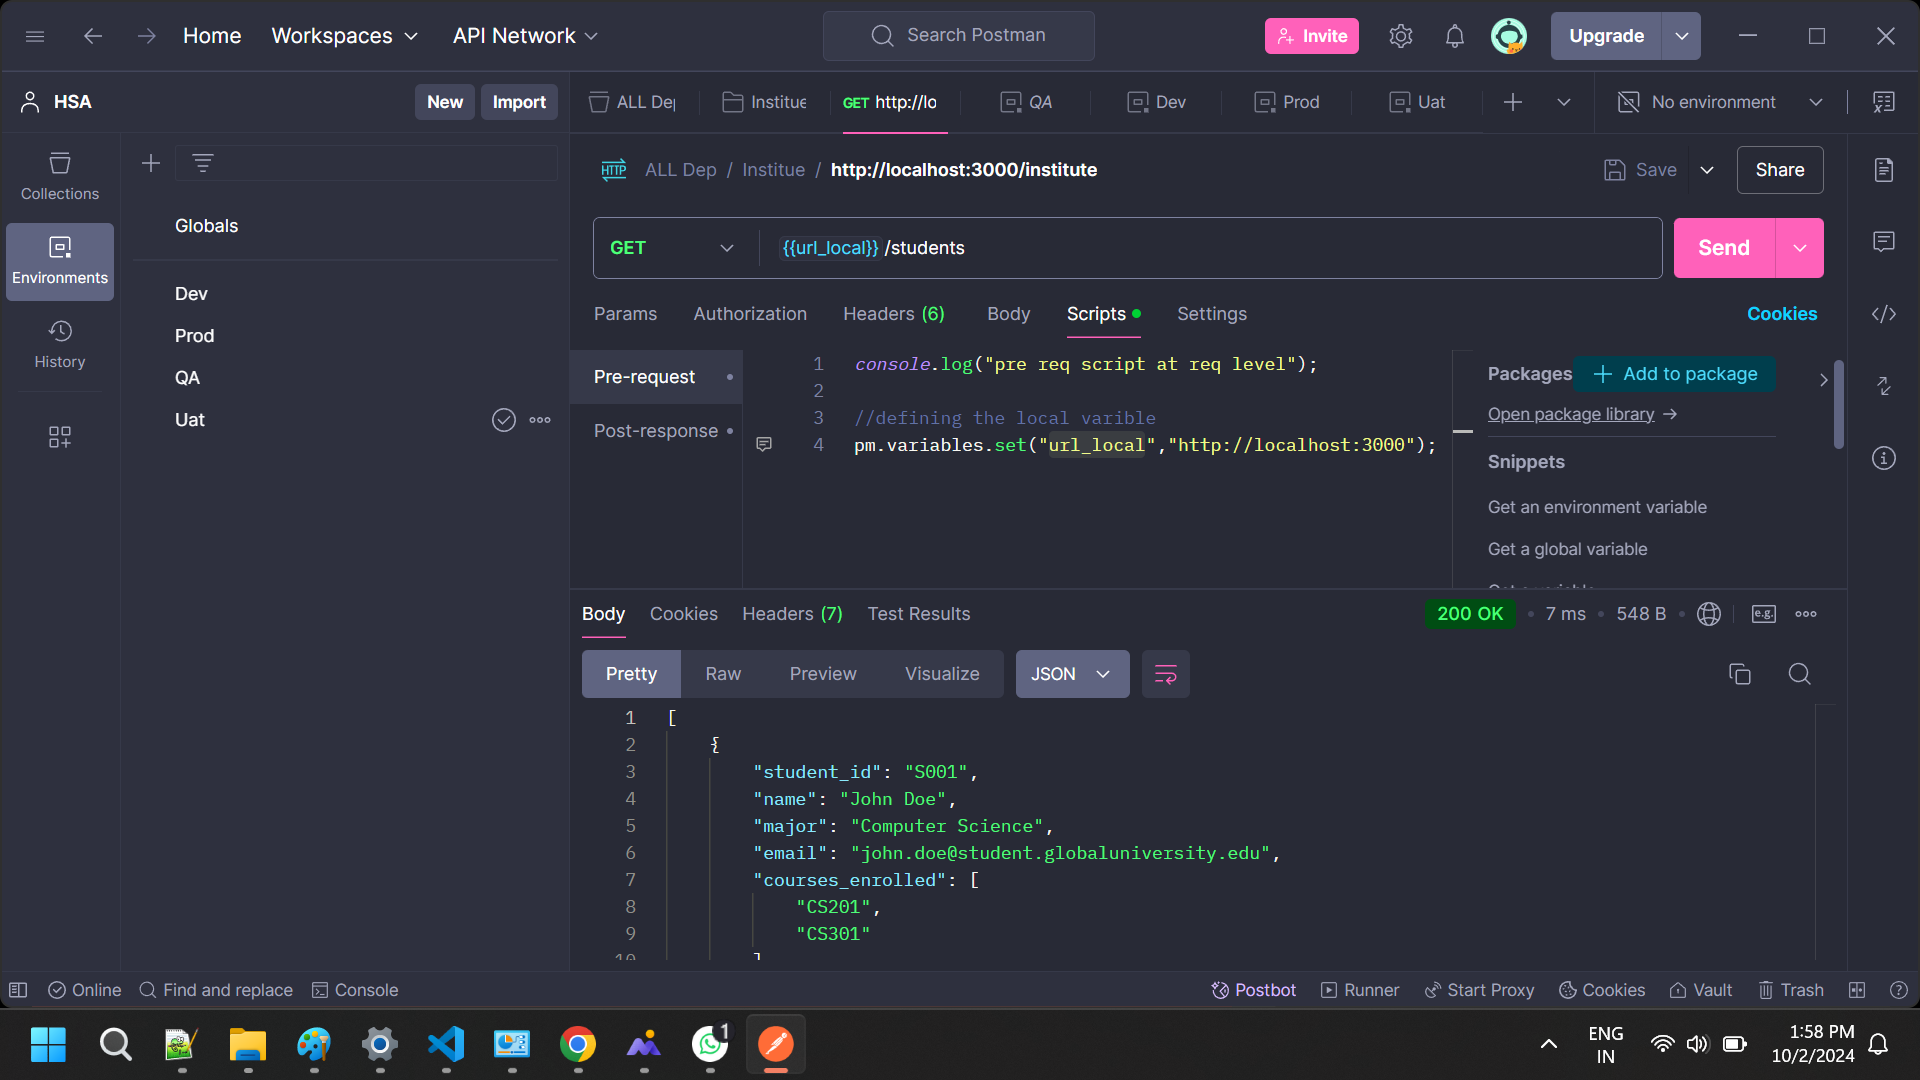 Home
Workspaces
API Network
Search Postman
Invite
Upgrade
HSA
New
Import
ALL Dep
Institue
GET http://lo
QA
Dev
Prod
Uat
No environment
Collections
Environments
History
Globals
Dev
Prod
QA
Uat
HTTP
ALL Dep / Institue / http://localhost:3000/institute
Save
Share
GET
{{url_local}} /students
Send
Params
Authorization
Headers (6)
Body
Scripts
Settings
Cookies
Pre-request
Post-response
1 console.log("pre req script at req level");
2
3 //defining the local varible
4 pm.variables.set("url_local","http://localhost:3000");
Packages
Add to package
Open package library →
Snippets
Get an environment variable
Get a global variable
Body
Cookies
Headers (7)
Test Results
200 OK
7 ms
548 B
e.g.
Pretty
Raw
Preview
Visualize
JSON
1 [
2 {
3 "student_id": "S001",
4 "name": "John Doe",
5 "major": "Computer Science",
6 "email": "john.doe@student.globaluniversity.edu",
7 "courses_enrolled": [
8 "CS201",
9 "CS301"
10 ]
Online
Find and replace
Console
Postbot
Runner
Start Proxy
Cookies
Vault
Trash
1
ENG
IN
1:58 PM
10/2/2024